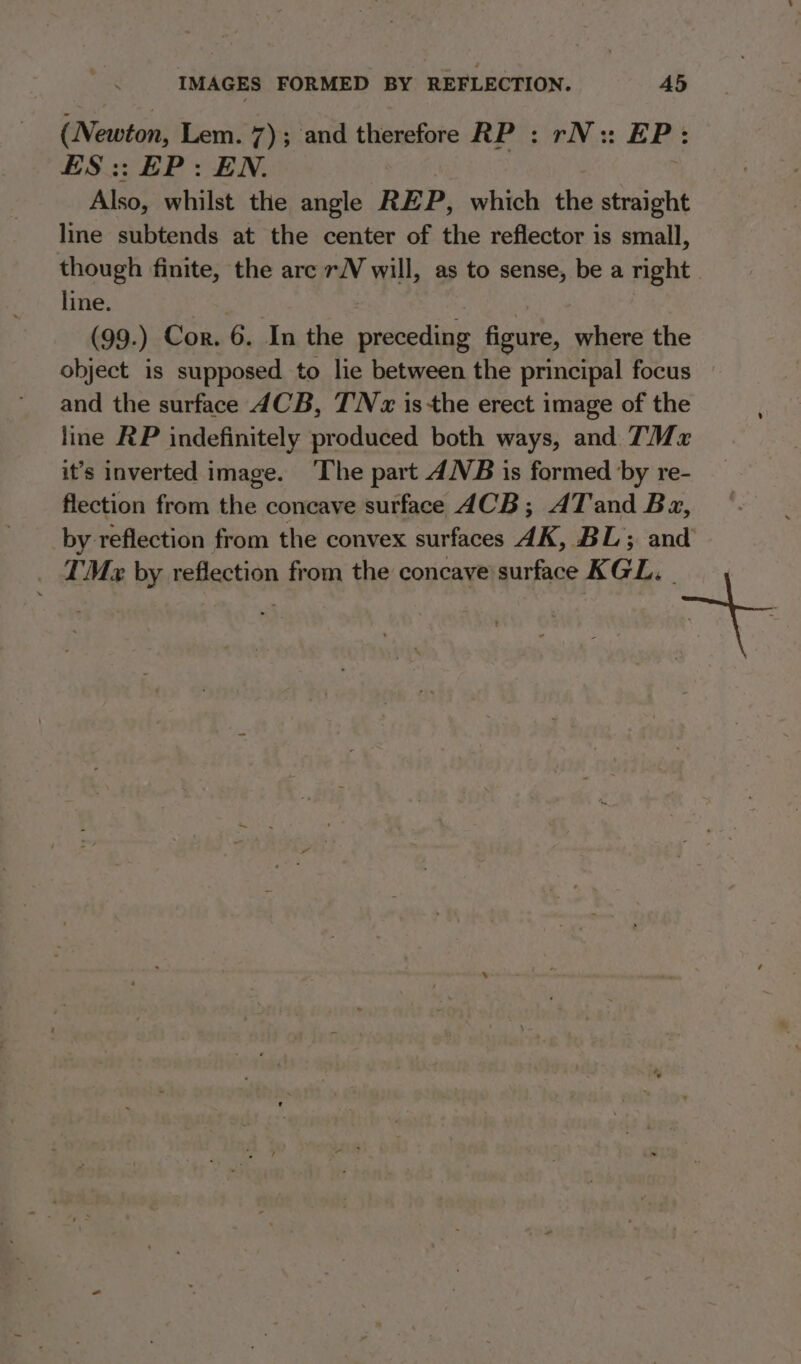 IMAGES FORMED BY REFLECTION. 45
(Newton, Lem. 7); and therefore RP : rN :: EP :
ES :: EP : EN.
Also, whilst the angle REP, which the straight
line subtends at the center of the reflector is small,
though finite, the arc rN will, as to sense, be a right
line.
(99.) Cor. 6. In the preceding figure, where the
object is supposed to lie between the principal focus
and the surface ACB, TNx is the erect image of the
line RP indefinitely produced both ways, and TMx
it's inverted image. The part ANB is formed by re-
flection from the concave surface ACB; AT and Bx,
by reflection from the convex surfaces AK, BL; and
TMx by reflection from the concave surface KGL.